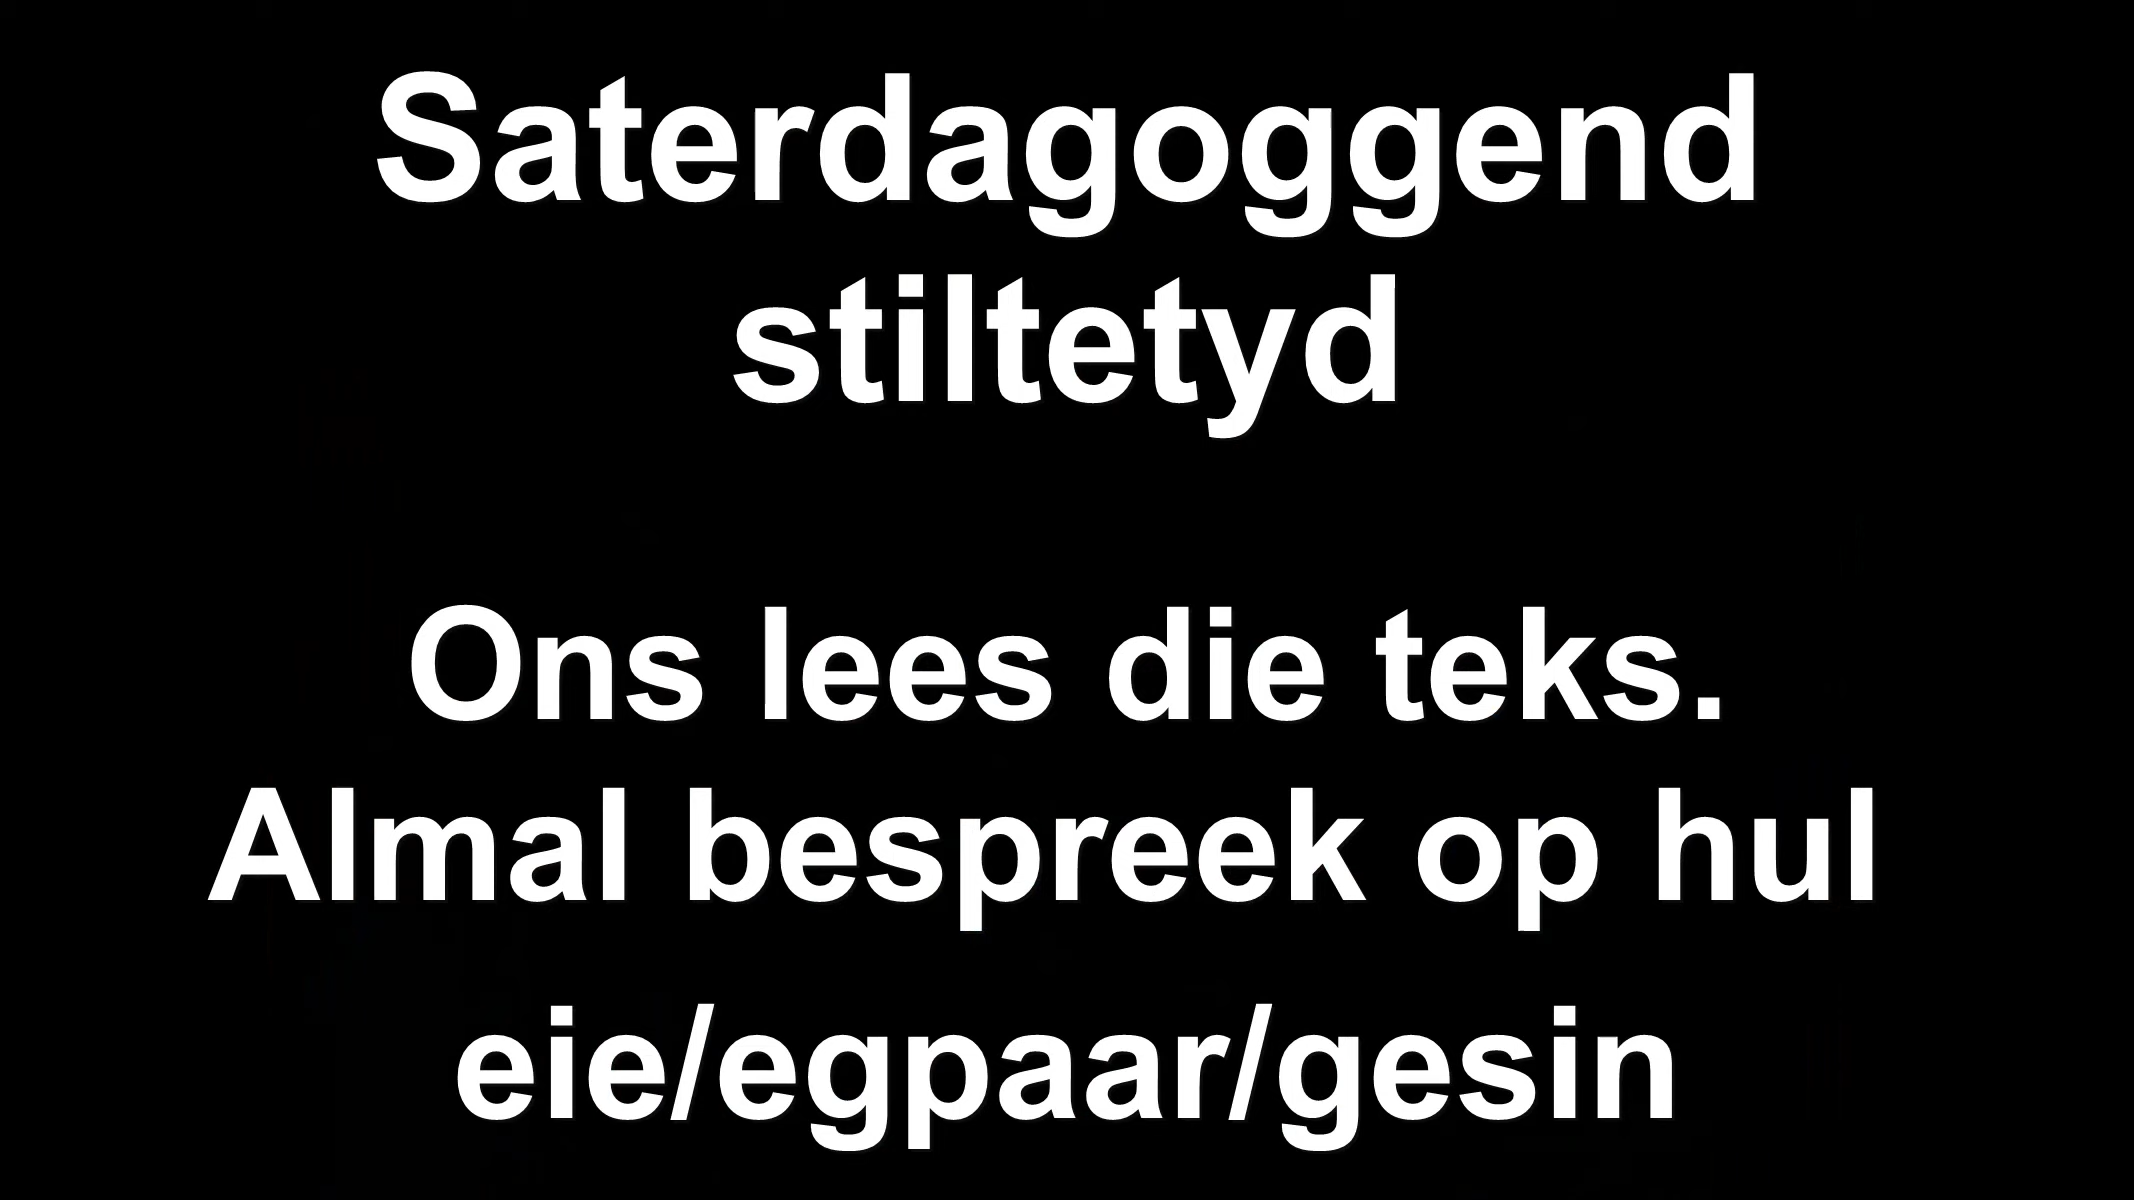 Saterdagoggend
stiltetyd
Ons lees die teks.
Almal bespreek op hul
eie/egpaar/gesin